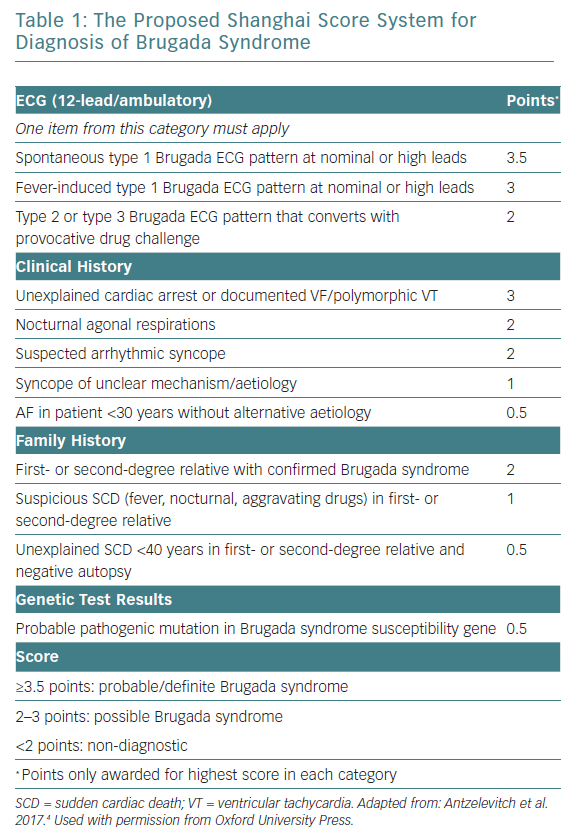 Table 1: The Proposed Shanghai Score System for
Diagnosis of Brugada Syndrome
ECG (12-lead/ambulatory) Points*
One item from this category must apply
Spontaneous type 1 Brugada ECG pattern at nominal or high leads 3.5
Fever-induced type 1 Brugada ECG pattern at nominal or high leads 3
Type 2 or type 3 Brugada ECG pattern that converts with 2
provocative drug challenge
Clinical History
Unexplained cardiac arrest or documented VF/polymorphic VT 3
Nocturnal agonal respirations 2
Suspected arrhythmic syncope 2
Syncope of unclear mechanism/aetiology 1
AF in patient <30 years without alternative aetiology 0.5
Family History
First- or second-degree relative with confirmed Brugada syndrome 2
Suspicious SCD (fever, nocturnal, aggravating drugs) in first- or 1
second-degree relative
Unexplained SCD <40 years in first- or second-degree relative and 0.5
negative autopsy
Genetic Test Results
Probable pathogenic mutation in Brugada syndrome susceptibility gene 0.5
Score
≥3.5 points: probable/definite Brugada syndrome
2–3 points: possible Brugada syndrome
<2 points: non-diagnostic
*Points only awarded for highest score in each category
SCD = sudden cardiac death; VT = ventricular tachycardia. Adapted from: Antzelevitch et al.
2017.⁴ Used with permission from Oxford University Press.